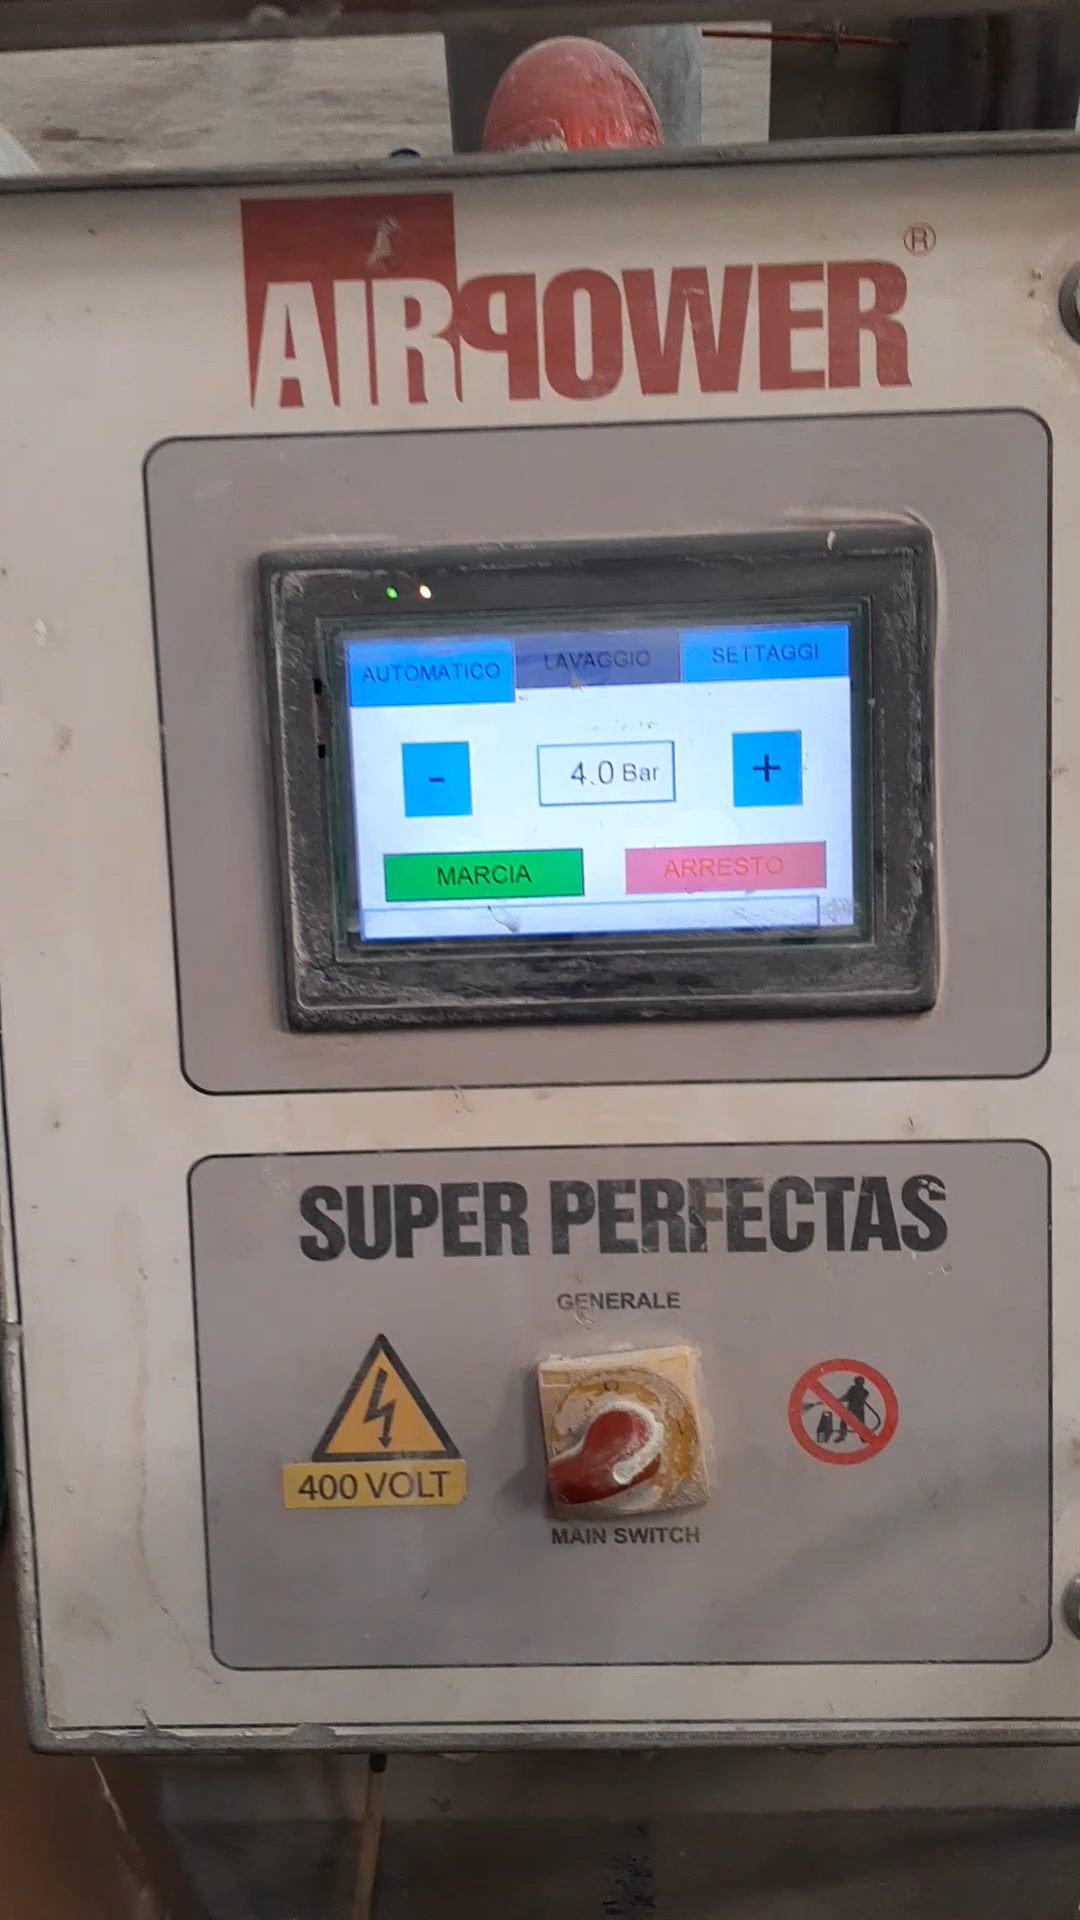 AIRPOWER ®
AUTOMATICO LAVAGGIO SETTAGGI
- 4.0 Bar +
MARCIA ARRESTO
SUPER PERFECTAS
GENERALE
400 VOLT
MAIN SWITCH